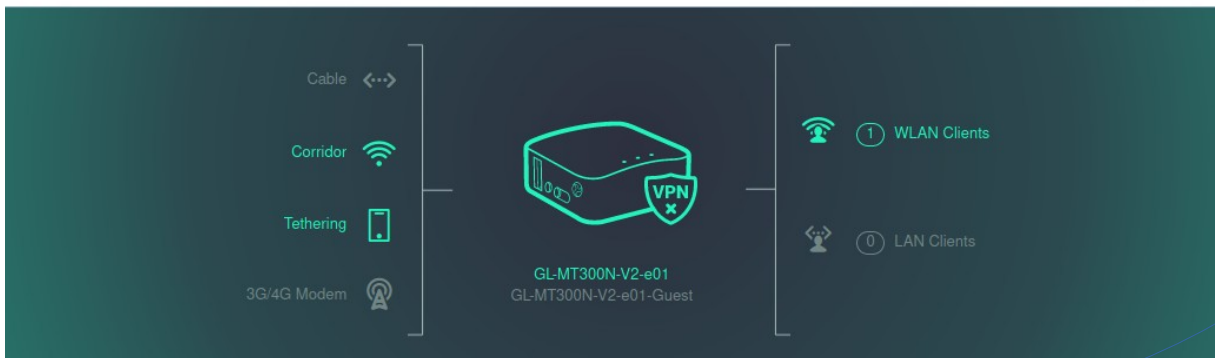 Cable
Corridor
Tethering
3G/4G Modem
VPN
GL-MT300N-V2-e01
GL-MT300N-V2-e01-Guest
1 WLAN Clients
0 LAN Clients